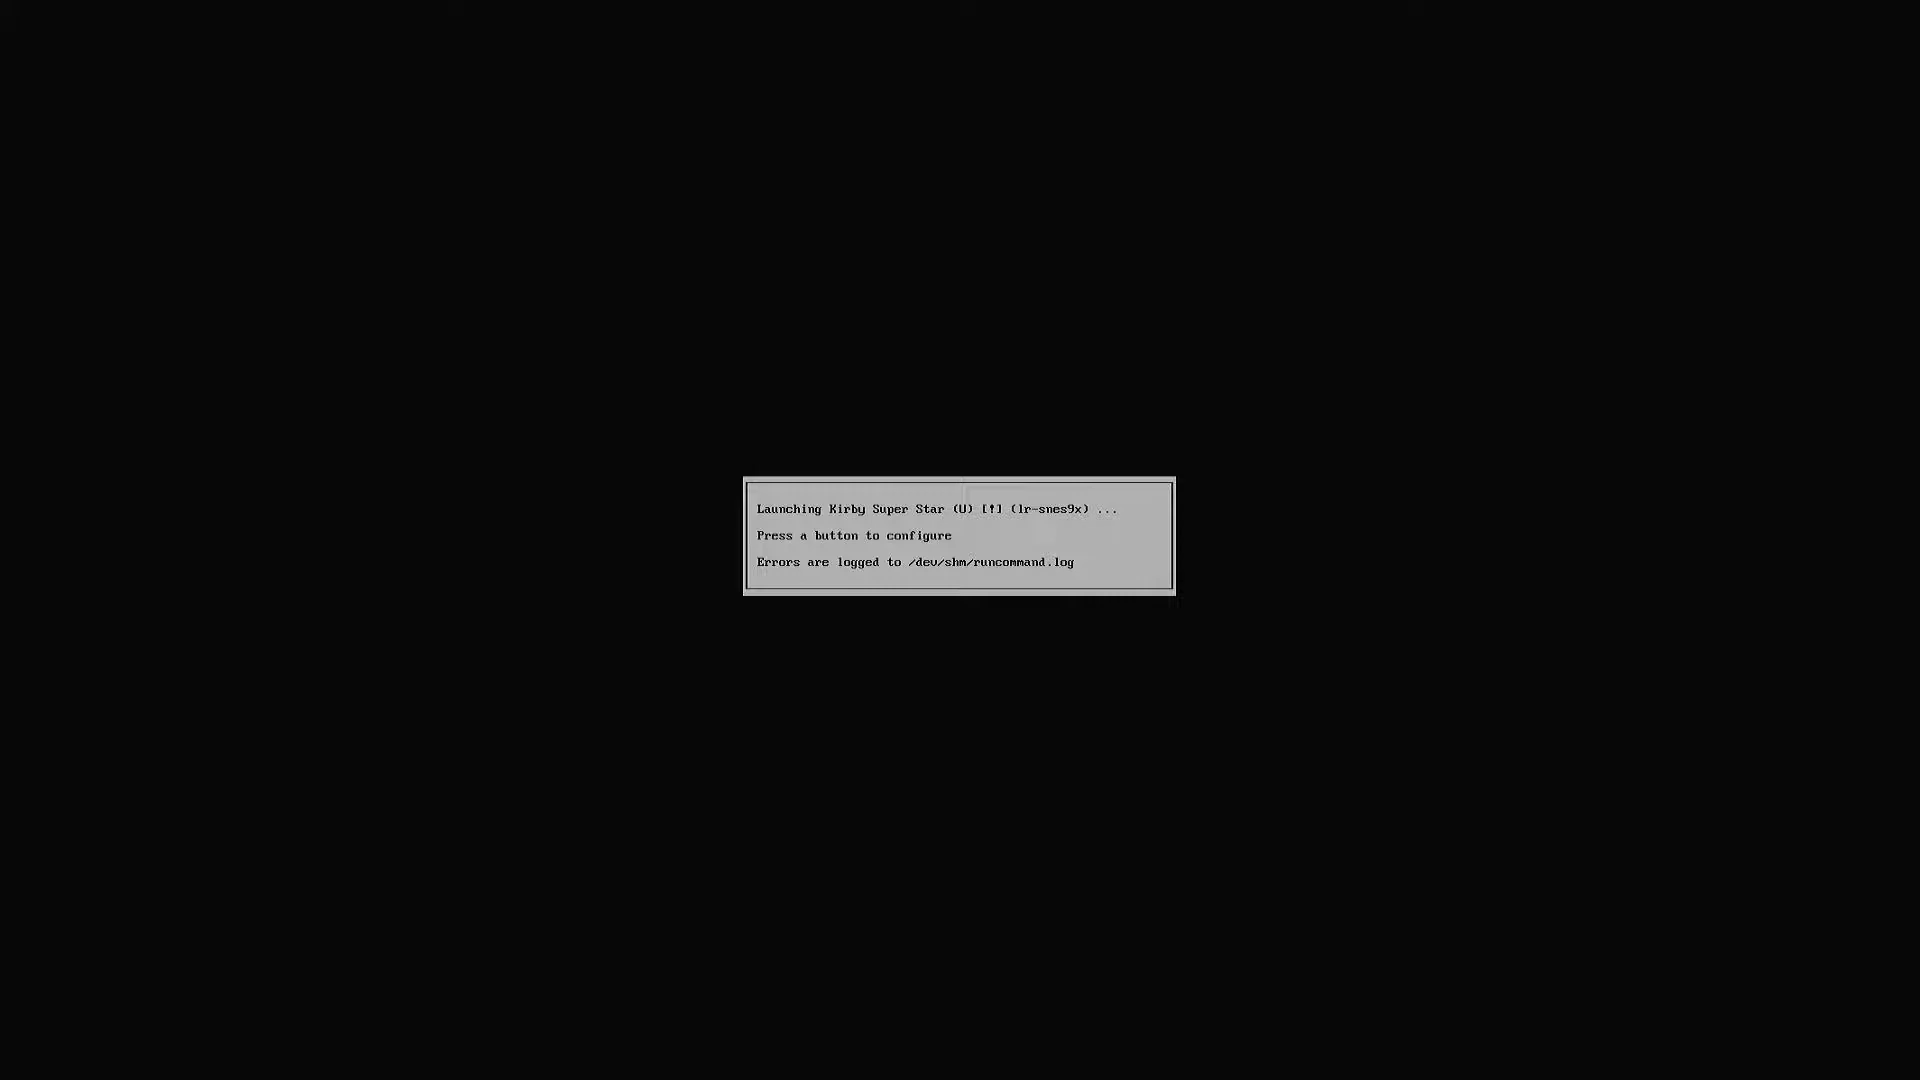 Launching Kirby Super Star (U) [!] (lr-snes9x) ...
Press a button to configure
Errors are logged to /dev/shm/runcommand.log